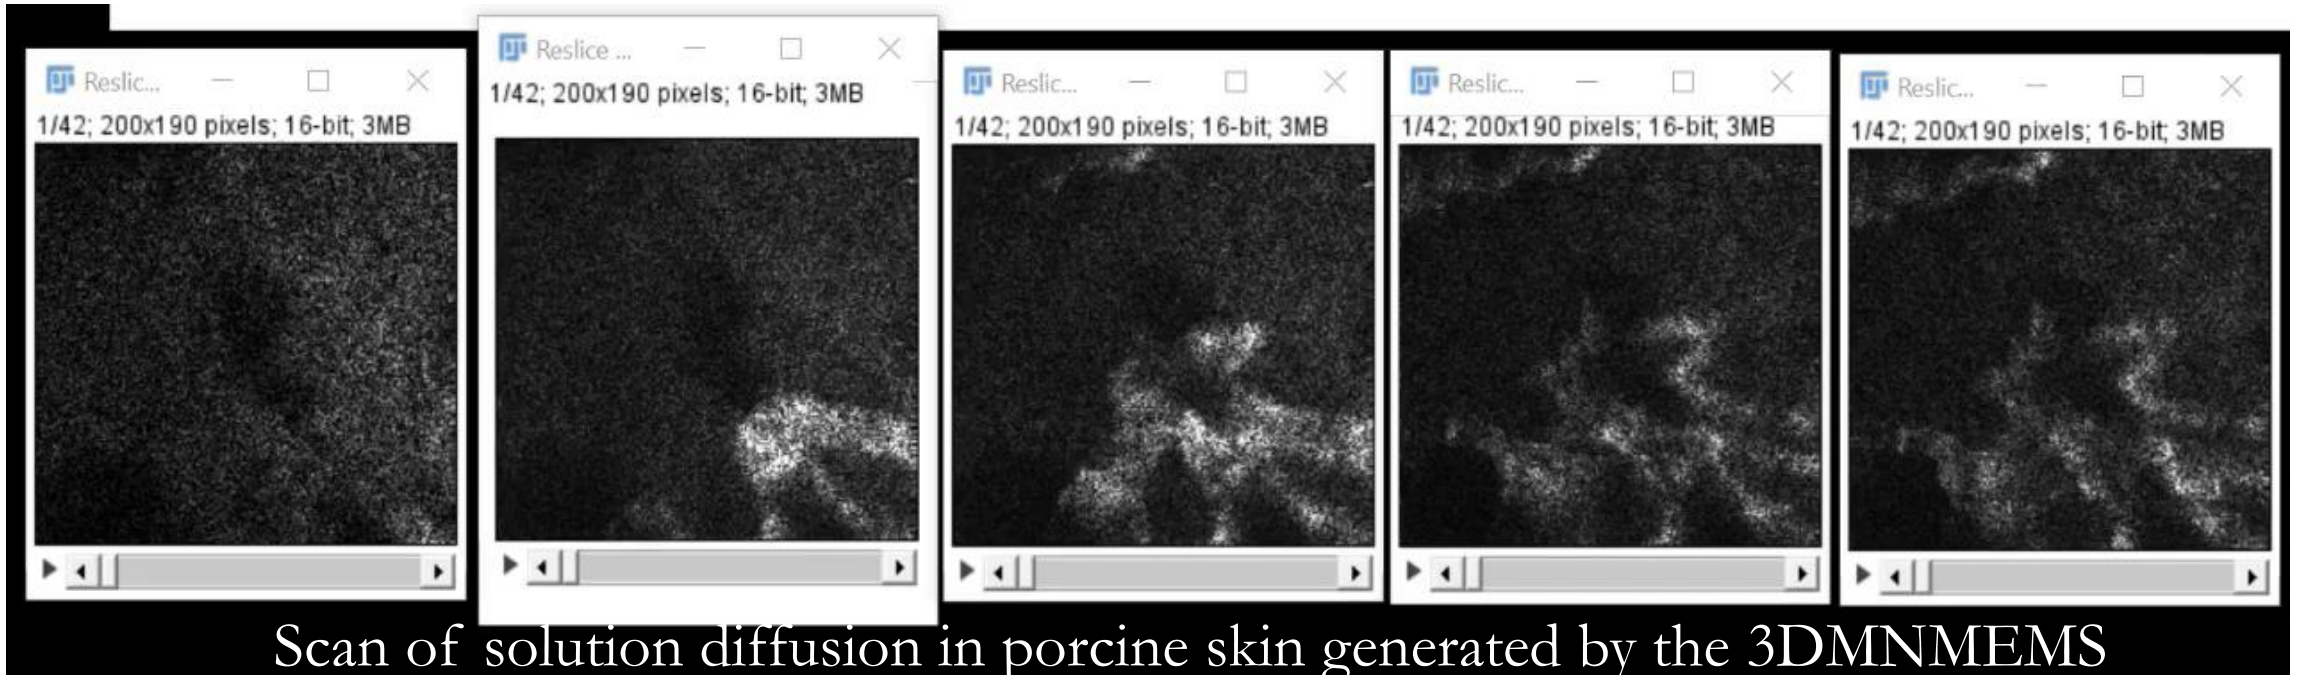 Reslic...
1/42; 200x190 pixels; 16-bit; 3MB
Reslice ...
1/42; 200x190 pixels; 16-bit; 3MB
Reslic...
1/42; 200x190 pixels; 16-bit; 3MB
Reslic...
1/42; 200x190 pixels; 16-bit; 3MB
Reslic...
1/42; 200x190 pixels; 16-bit; 3MB
Scan of solution diffusion in porcine skin generated by the 3DMNMEMS